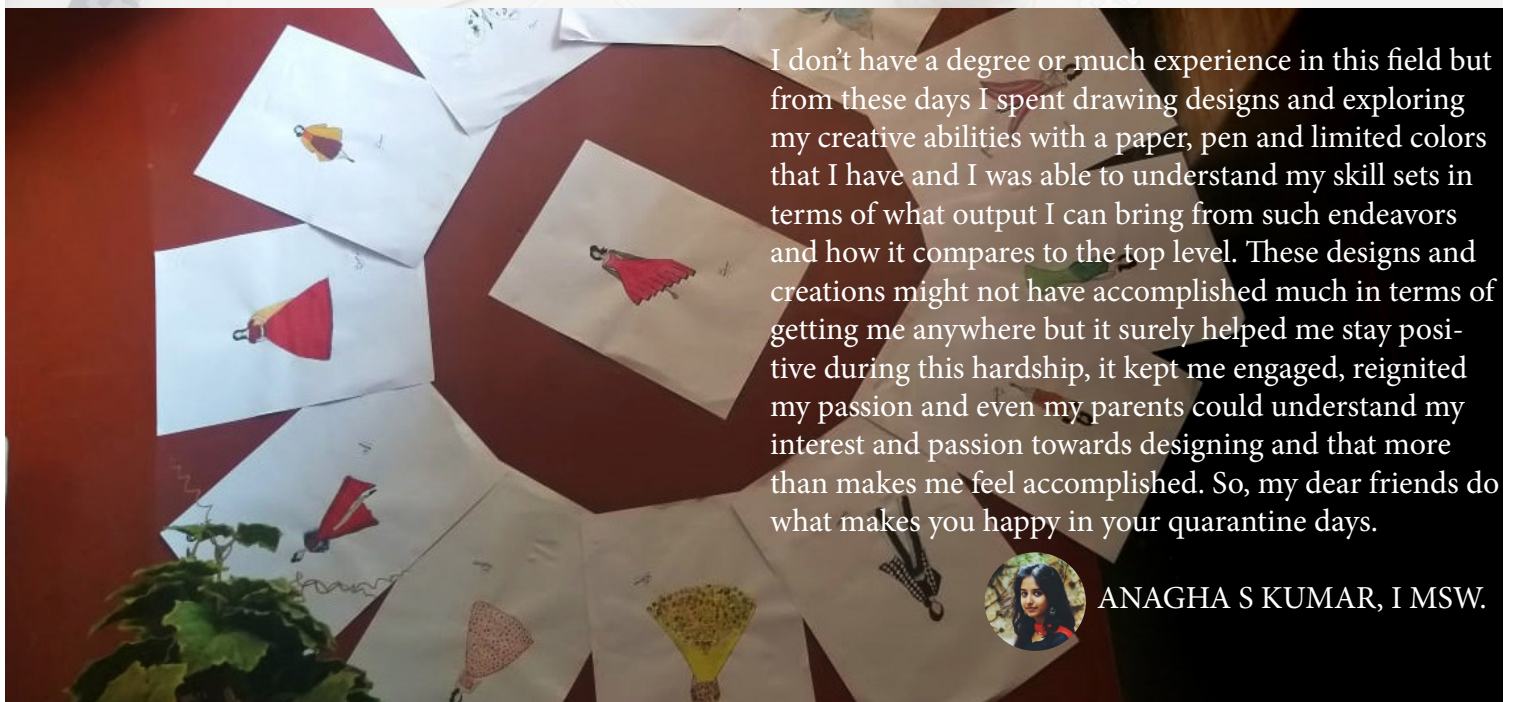 I don’t have a degree or much experience in this field but
from these days I spent drawing designs and exploring
my creative abilities with a paper, pen and limited colors
that I have and I was able to understand my skill sets in
terms of what output I can bring from such endeavors
and how it compares to the top level. These designs and
creations might not have accomplished much in terms of
getting me anywhere but it surely helped me stay posi-
tive during this hardship, it kept me engaged, reignited
my passion and even my parents could understand my
interest and passion towards designing and that more
than makes me feel accomplished. So, my dear friends do
what makes you happy in your quarantine days.
ANAGHA S KUMAR, I MSW.